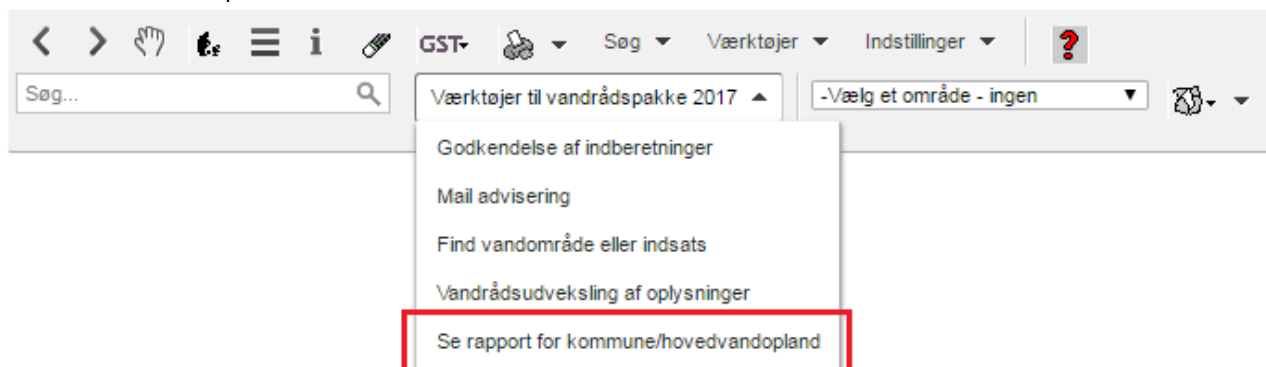 GST Søg Værktøjer Indstillinger ?
Søg... Værktøjer til vandrådspakke 2017 -Vælg et område - ingen
Godkendelse af indberetninger
Mail advisering
Find vandområde eller indsats
Vandrådsudveksling af oplysninger
Se rapport for kommune/hovedvandopland